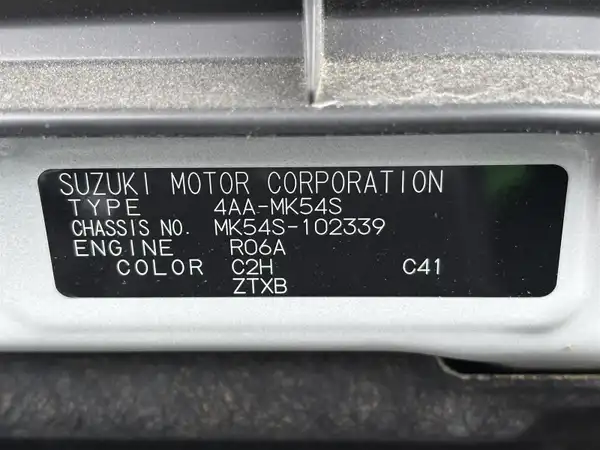 SUZUKI MOTOR CORPORATION
TYPE 4AA-MK54S
CHASSIS NO. MK54S-102339
ENGINE R06A
COLOR C2H C41
ZTXB